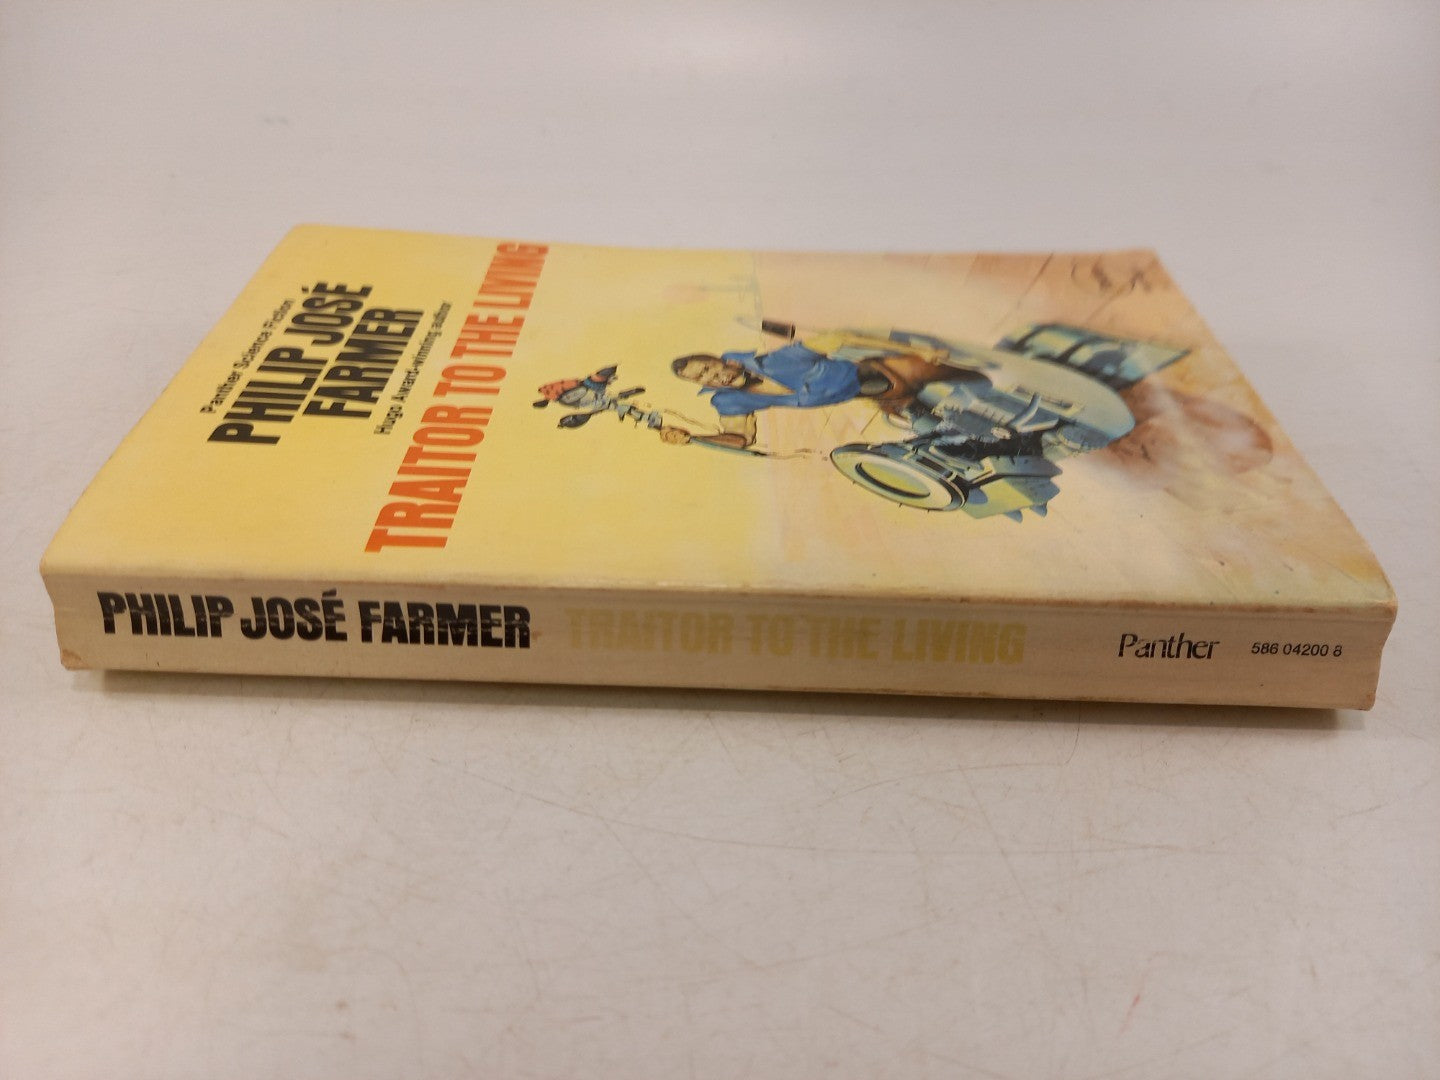 Panther Science Fiction
PHILIP JOSÉ
FARMER
Hugo Award-winning author
TRAITOR TO THE LIVING
PHILIP JOSÉ FARMER TRAITOR TO THE LIVING Panther 586 04200 8